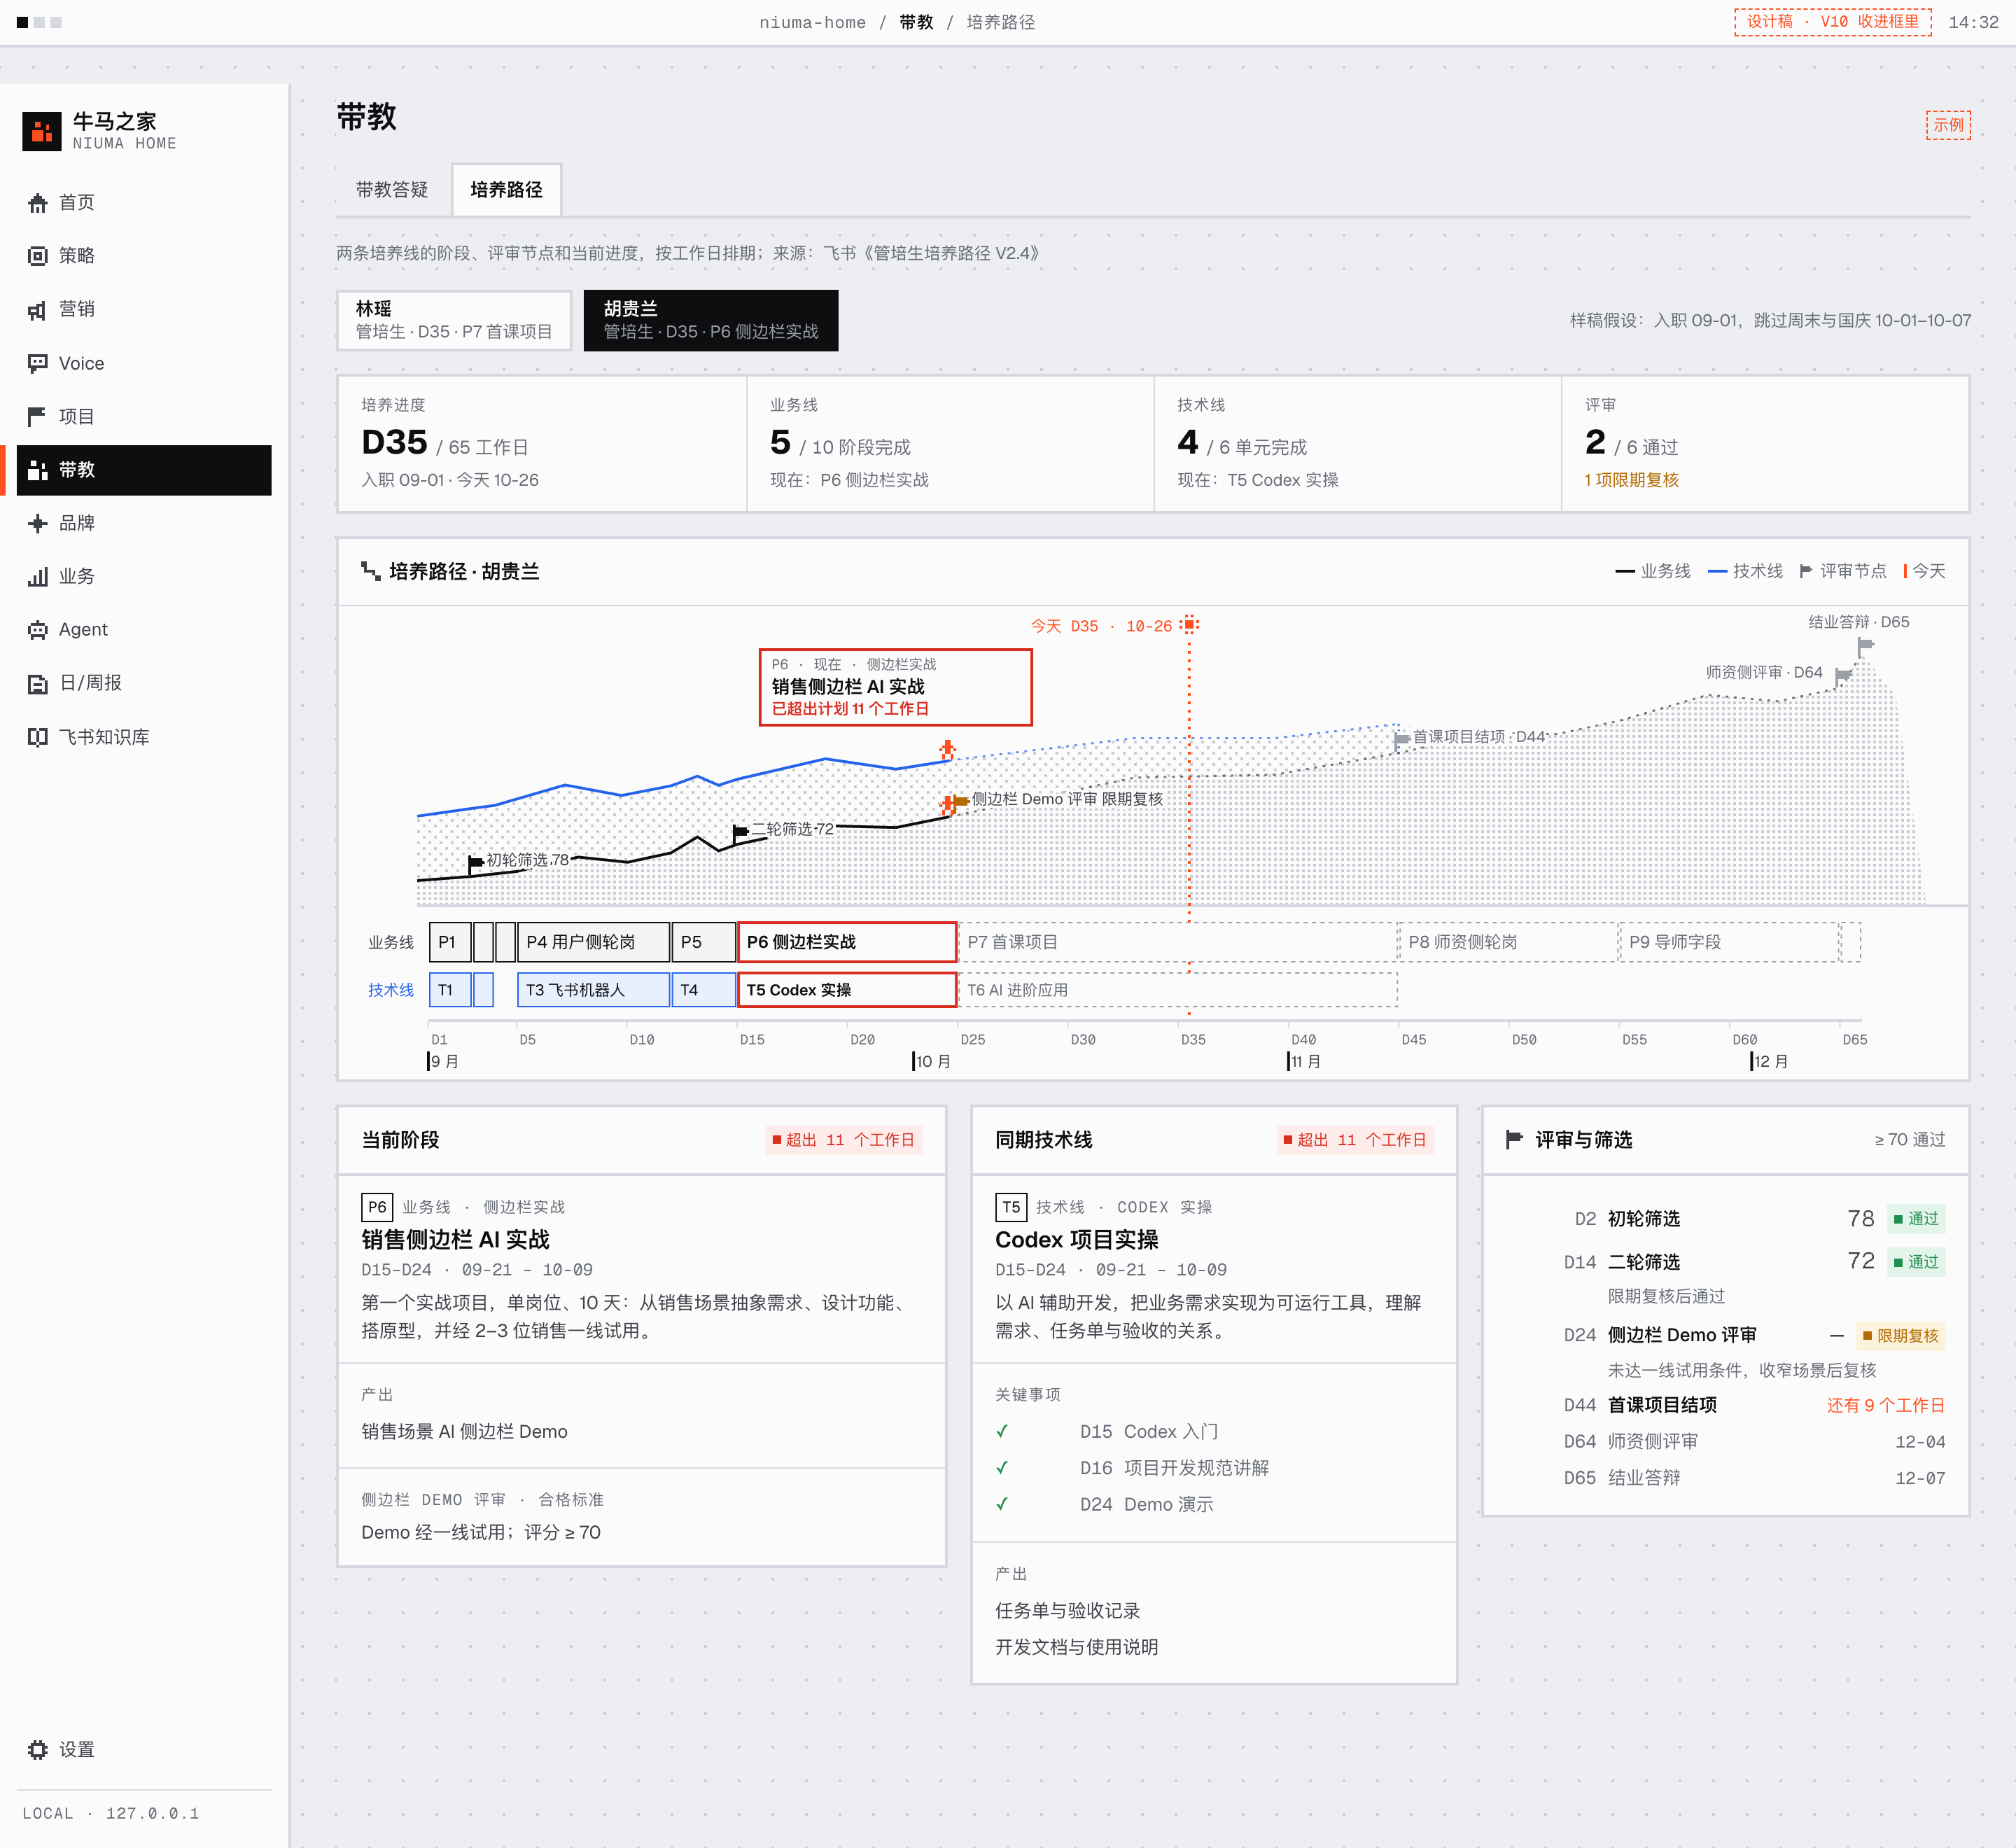 niuma-home / 带教 / 培养路径
设计稿 · V10 收进框里
14:32
牛马之家
NIUMA HOME
首页
策略
营销
Voice
项目
带教
品牌
业务
Agent
日/周报
飞书知识库
设置
LOCAL · 127.0.0.1
带教
示例
带教答疑
培养路径
两条培养线的阶段、评审节点和当前进度，按工作日排期；来源：飞书《管培生培养路径 V2.4》
林瑶
管培生 · D35 · P7 首课项目
胡贵兰
管培生 · D35 · P6 侧边栏实战
样稿假设：入职 09-01，跳过周末与国庆 10-01–10-07
培养进度
D35 / 65 工作日
入职 09-01 · 今天 10-26
业务线
5 / 10 阶段完成
现在：P6 侧边栏实战
技术线
4 / 6 单元完成
现在：T5 Codex 实操
评审
2 / 6 通过
1 项限期复核
培养路径 · 胡贵兰
业务线
技术线
评审节点
今天
今天 D35 · 10-26
结业答辩 · D65
师资侧评审 · D64
P6 · 现在 · 侧边栏实战
销售侧边栏 AI 实战
已超出计划 11 个工作日
首课项目结项 · D44
侧边栏 Demo 评审 限期复核
二轮筛选 72
初轮筛选 78
业务线
P1
P4 用户侧轮岗
P5
P6 侧边栏实战
P7 首课项目
P8 师资侧轮岗
P9 导师字段
技术线
T1
T3 飞书机器人
T4
T5 Codex 实操
T6 AI 进阶应用
D1 D5 D10 D15 D20 D25 D30 D35 D40 D45 D50 D55 D60 D65
9 月 10 月 11 月 12 月
当前阶段
超出 11 个工作日
P6 业务线 · 侧边栏实战
销售侧边栏 AI 实战
D15-D24 · 09-21 – 10-09
第一个实战项目，单岗位、10 天：从销售场景抽象需求、设计功能、
搭原型，并经 2–3 位销售一线试用。
产出
销售场景 AI 侧边栏 Demo
侧边栏 DEMO 评审 · 合格标准
Demo 经一线试用；评分 ≥ 70
同期技术线
超出 11 个工作日
T5 技术线 · CODEX 实操
Codex 项目实操
D15-D24 · 09-21 – 10-09
以 AI 辅助开发，把业务需求实现为可运行工具，理解
需求、任务单与验收的关系。
关键事项
✓ D15 Codex 入门
✓ D16 项目开发规范讲解
✓ D24 Demo 演示
产出
任务单与验收记录
开发文档与使用说明
评审与筛选
≥ 70 通过
D2 初轮筛选 78 通过
D14 二轮筛选 72 通过
限期复核后通过
D24 侧边栏 Demo 评审 — 限期复核
未达一线试用条件，收窄场景后复核
D44 首课项目结项 还有 9 个工作日
D64 师资侧评审 12-04
D65 结业答辩 12-07